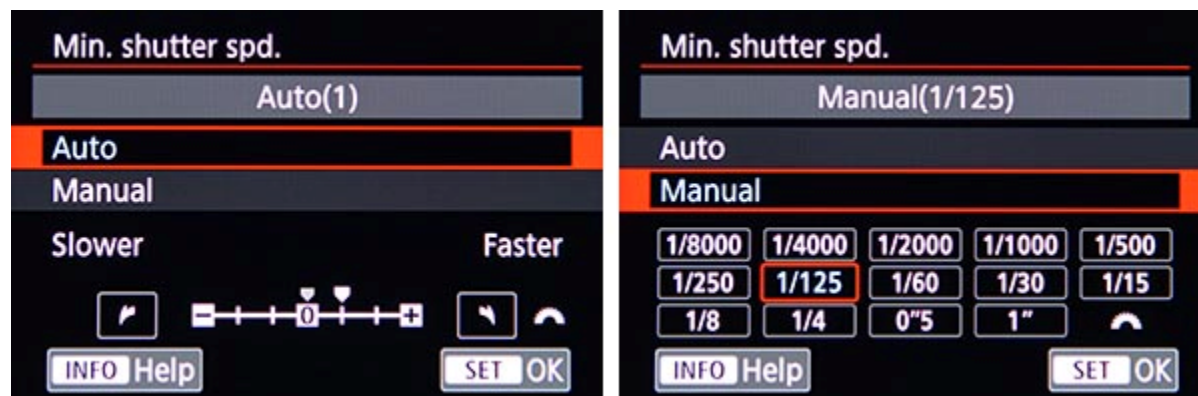 Min. shutter spd.
Auto(1)
Auto
Manual
Slower Faster
0
INFO Help SET OK
Min. shutter spd.
Manual(1/125)
Auto
Manual
1/8000 1/4000 1/2000 1/1000 1/500
1/250 1/125 1/60 1/30 1/15
1/8 1/4 0"5 1"
INFO Help SET OK